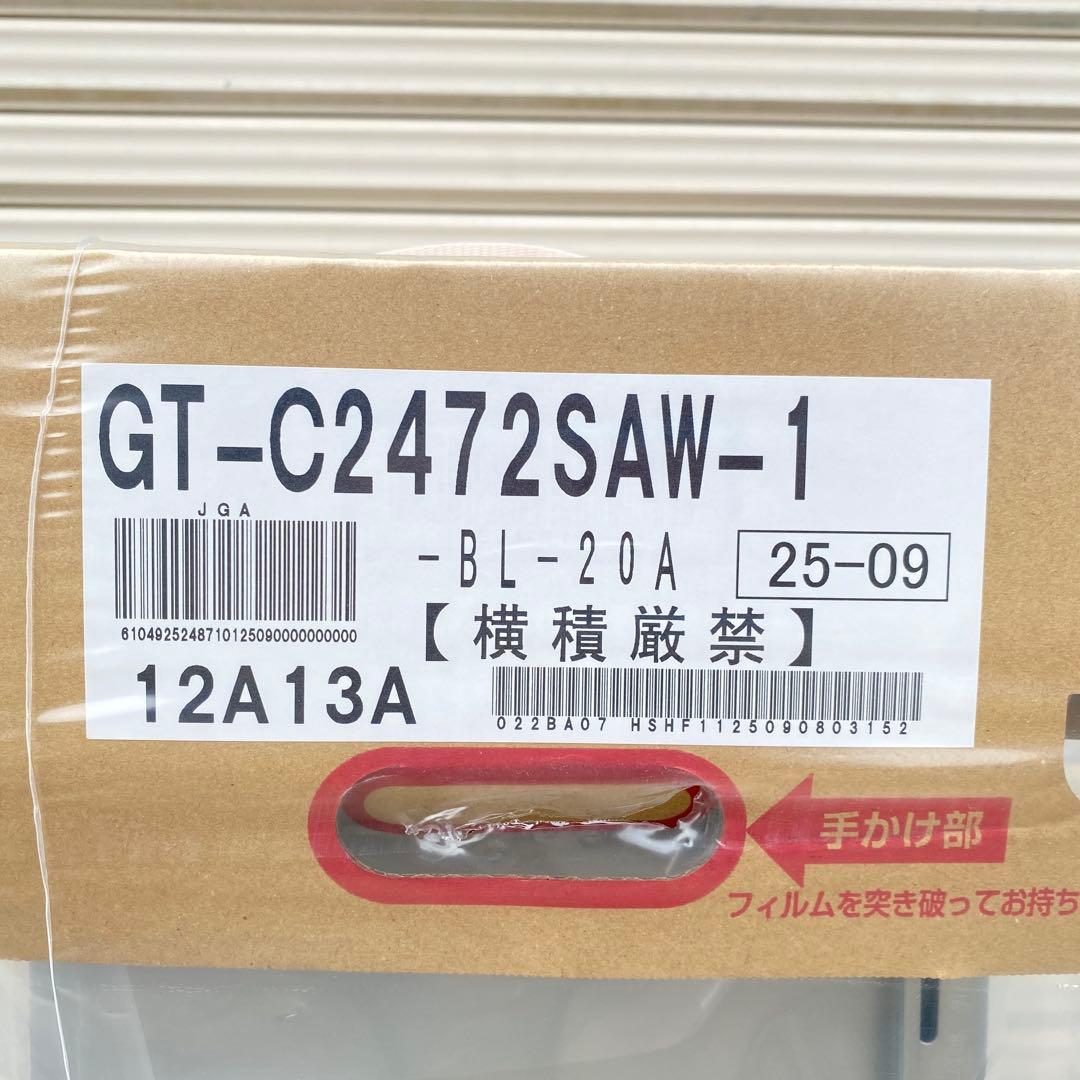 GT-C2472SAW-1
JGA
-BL-20A
25-09
61049252487101250900000000000
【横積厳禁】
12A13A
022BA07 HSHF1125090803152
手かけ部
フィルムを突き破ってお持ち